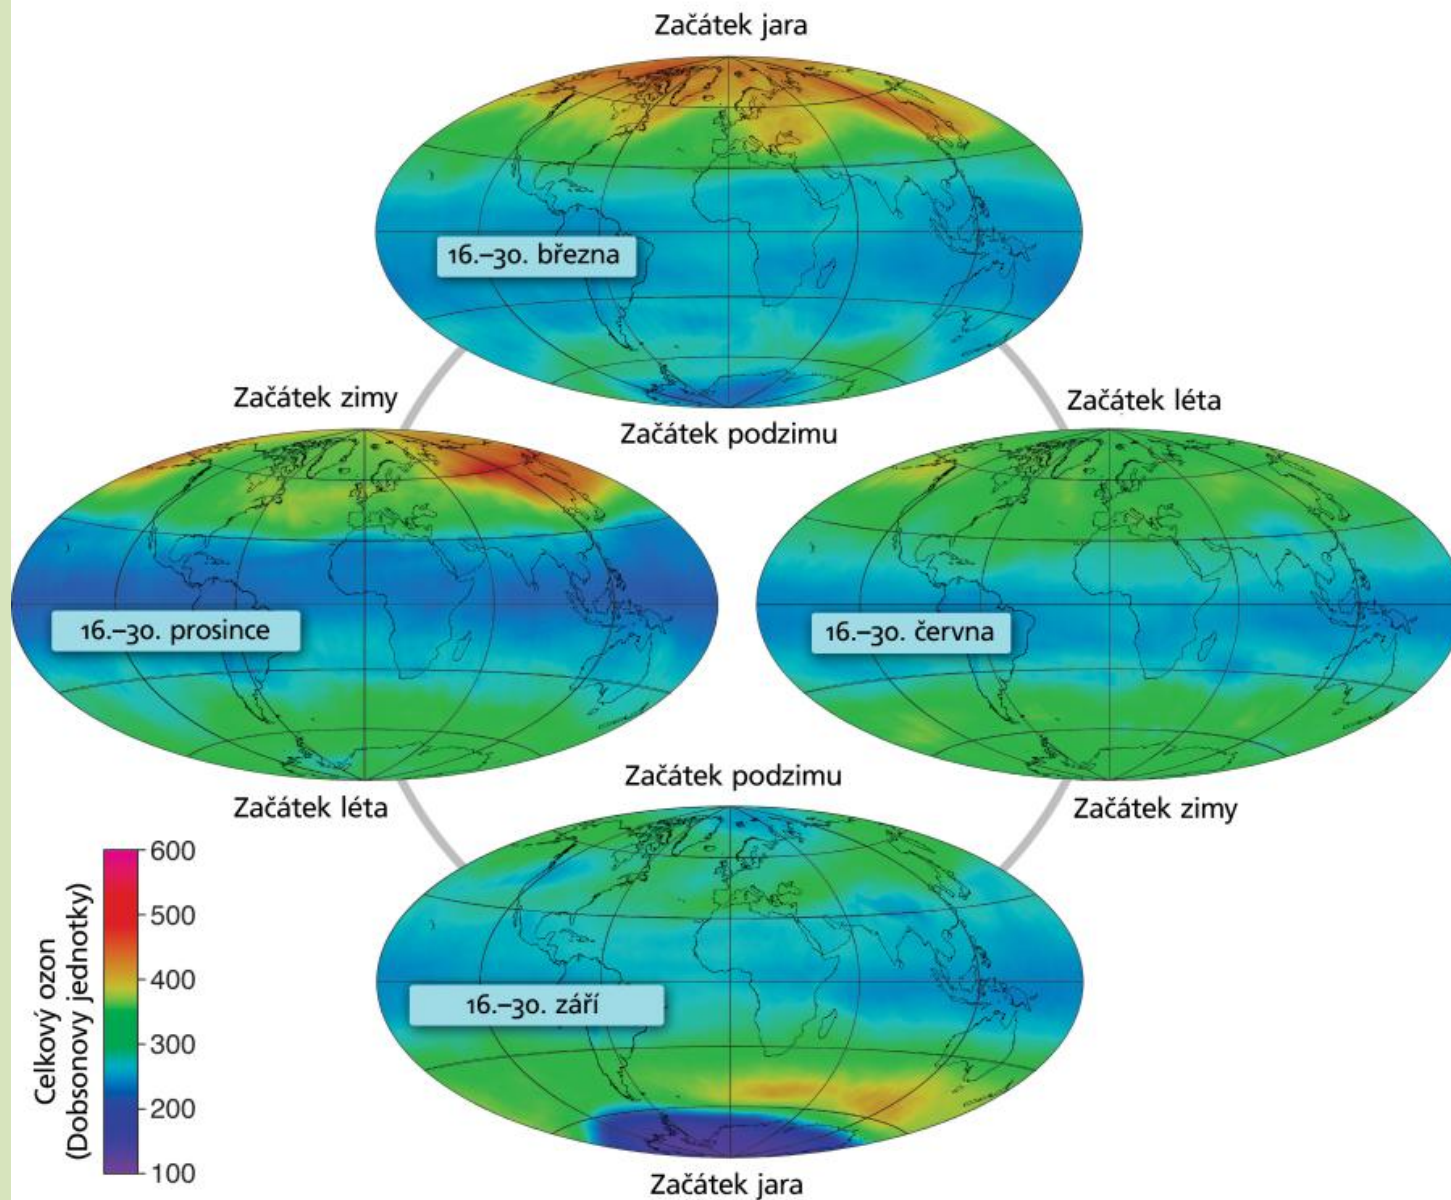 Začátek jara
16.–30. března
Začátek zimy
Začátek léta
Začátek podzimu
16.–30. prosince
16.–30. června
Začátek podzimu
Začátek léta
Začátek zimy
16.–30. září
Začátek jara
Celkový ozon
(Dobsonovy jednotky)
600
500
400
300
200
100